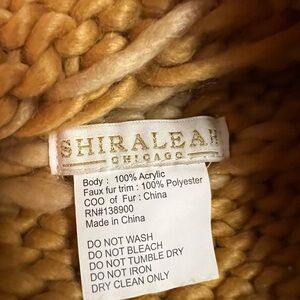 SHIRALEAH
CHICAGO
Body : 100% Acrylic
Faux fur trim : 100% Polyester
COO of Fur : China
RN#138900
Made in China
DO NOT WASH
DO NOT BLEACH
DO NOT TUMBLE DRY
DO NOT IRON
DRY CLEAN ONLY